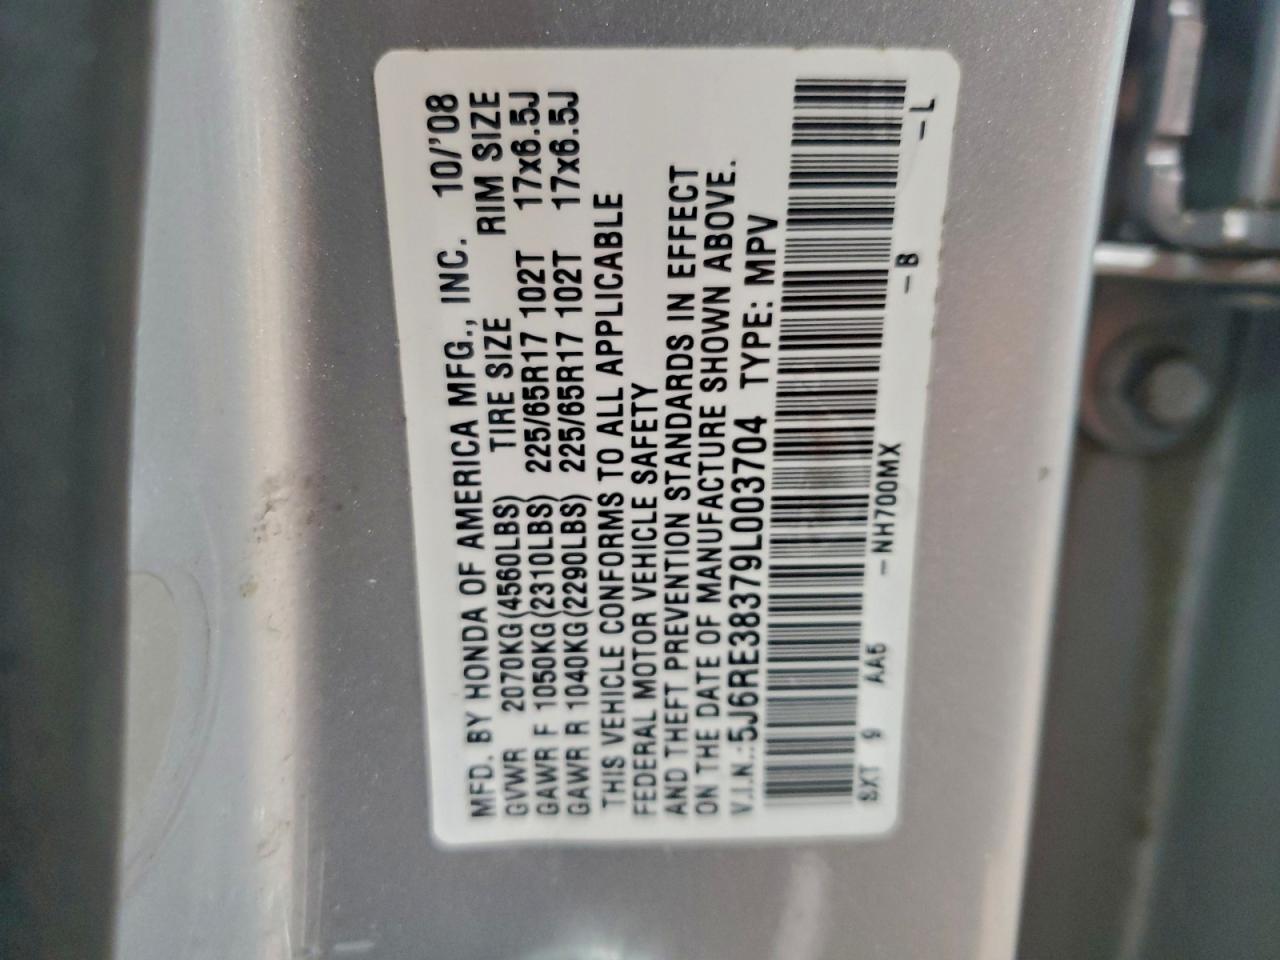 MFD. BY HONDA OF AMERICA MFG., INC. 10/'08
GVWR 2070KG(4560LBS) TIRE SIZE RIM SIZE
GAWR F 1050KG(2310LBS) 225/65R17 102T 17x6.5J
GAWR R 1040KG(2290LBS) 225/65R17 102T 17x6.5J
THIS VEHICLE CONFORMS TO ALL APPLICABLE
FEDERAL MOTOR VEHICLE SAFETY
AND THEFT PREVENTION STANDARDS IN EFFECT
ON THE DATE OF MANUFACTURE SHOWN ABOVE.
V.I.N.:5J6RE38379L003704 TYPE: MPV
SXT 9 AA5 -NH700MX -B -L